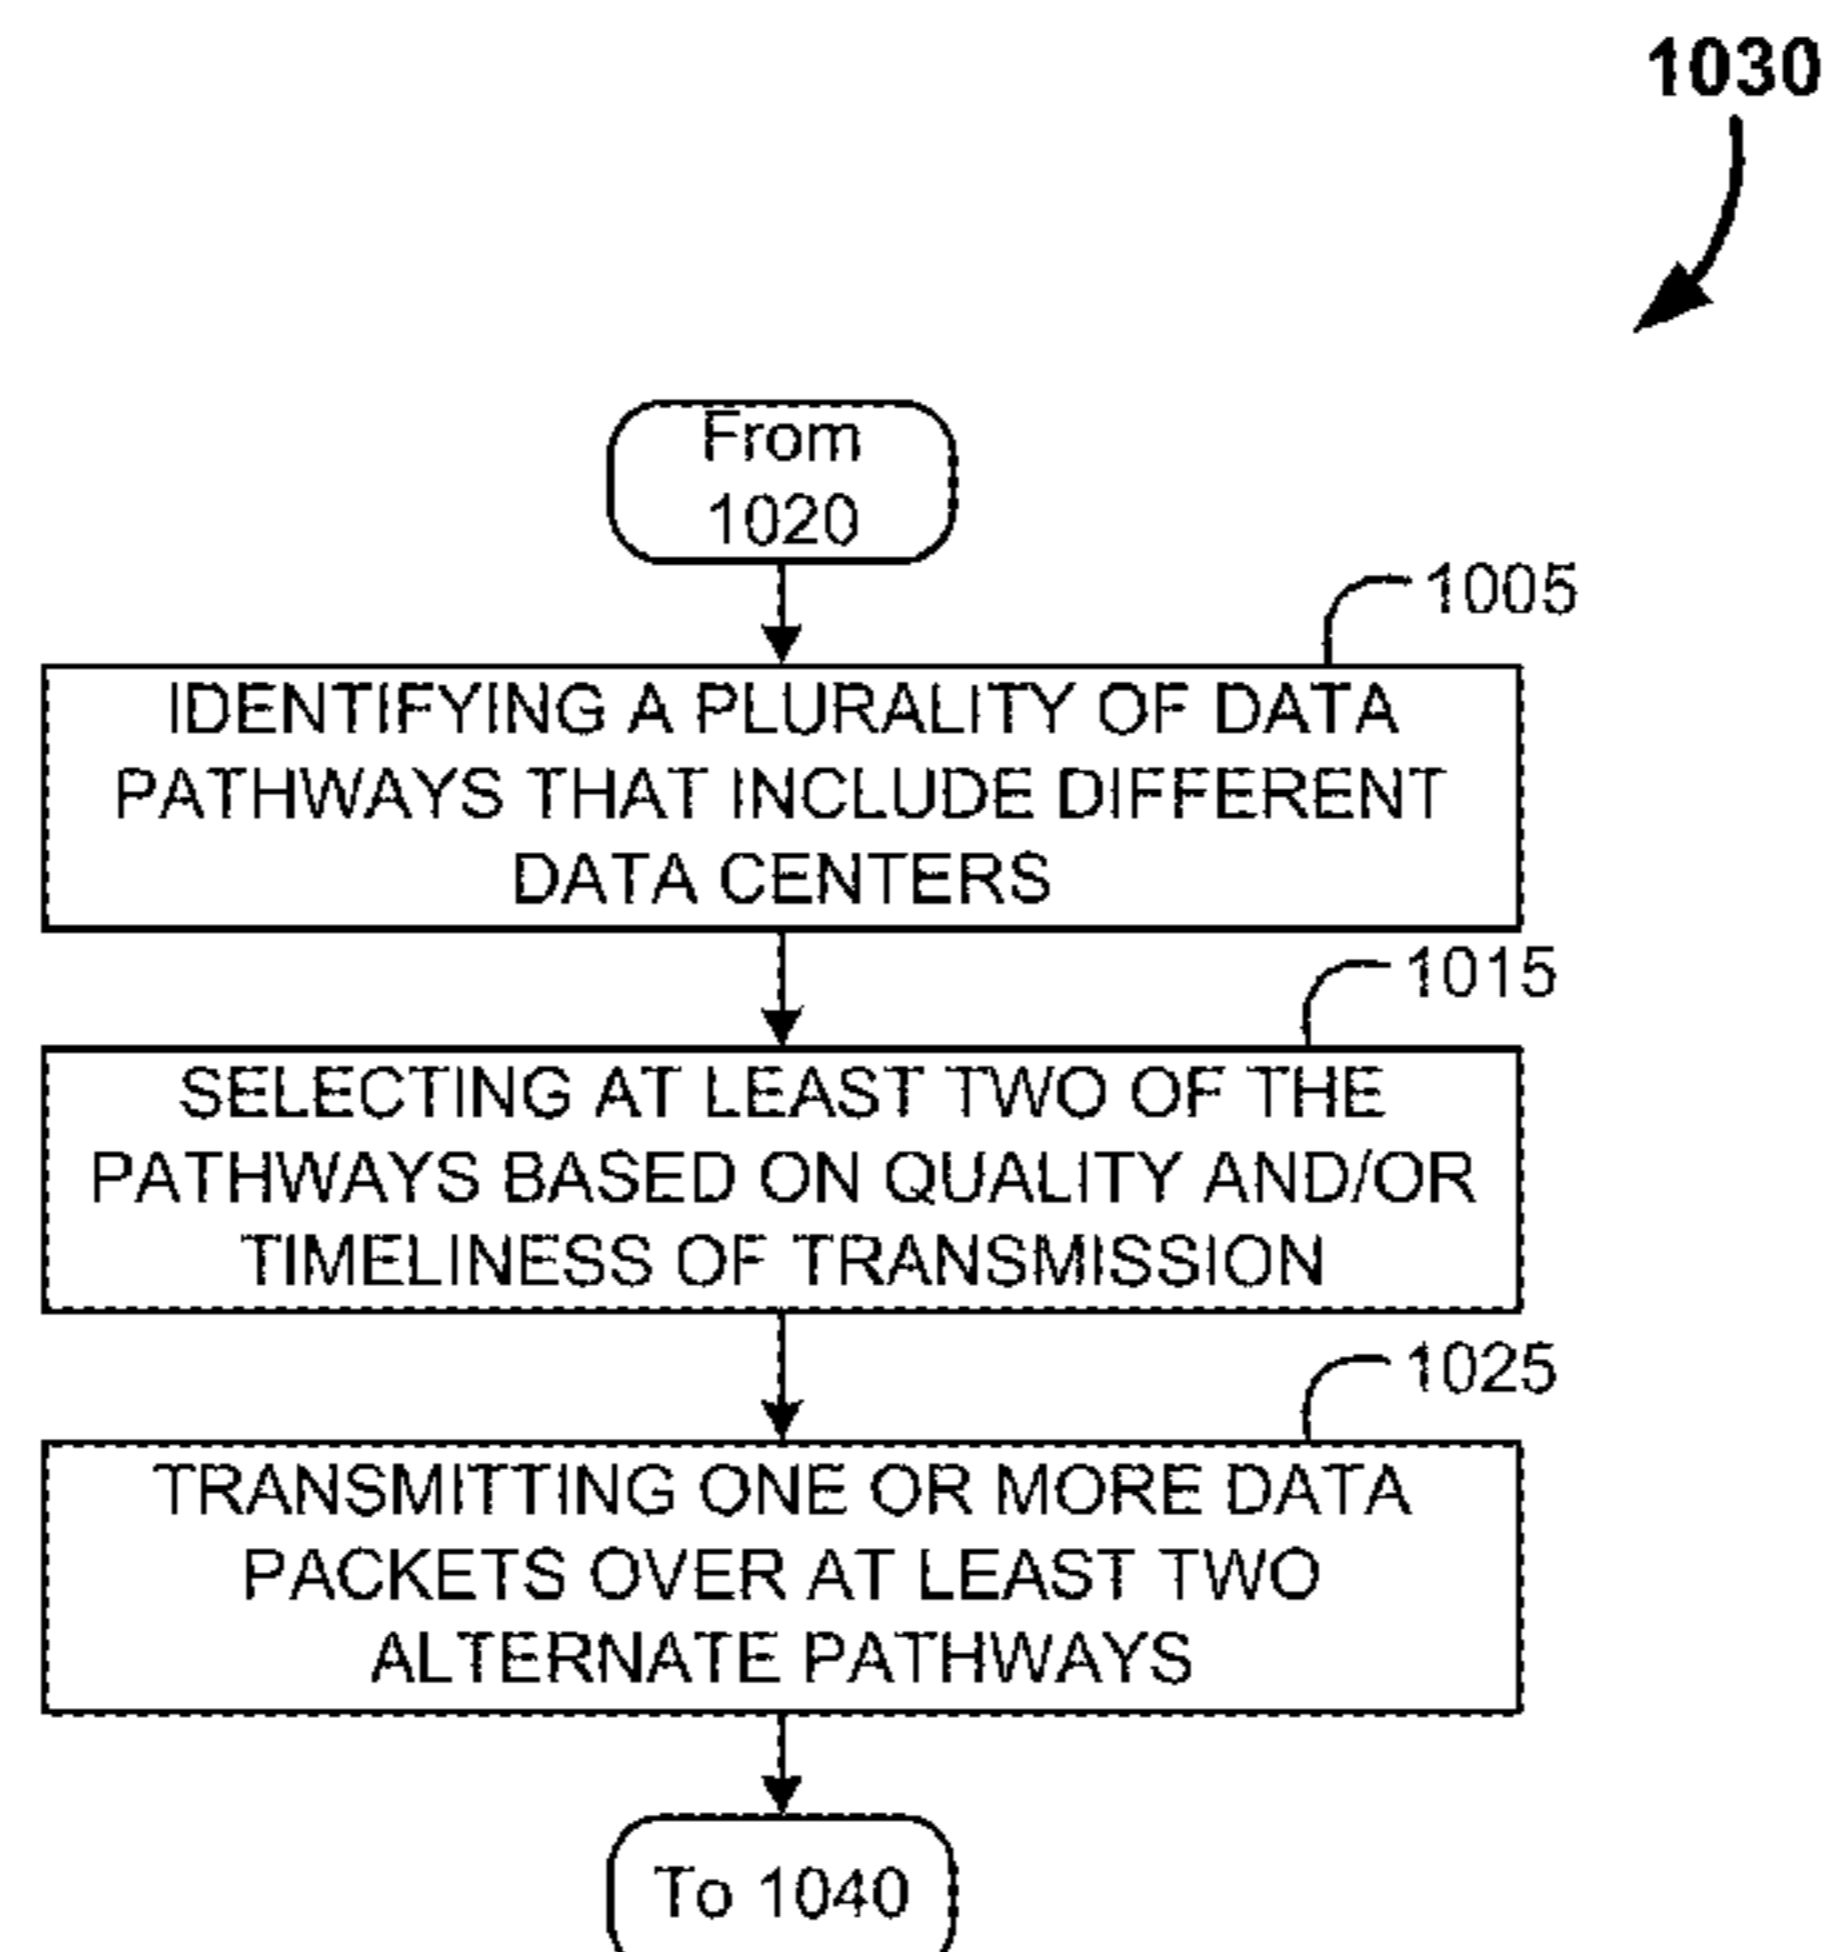 1030
From
1020
1005
IDENTIFYING A PLURALITY OF DATA
PATHWAYS THAT INCLUDE DIFFERENT
DATA CENTERS
1015
SELECTING AT LEAST TWO OF THE
PATHWAYS BASED ON QUALITY AND/OR
TIMELINESS OF TRANSMISSION
1025
TRANSMITTING ONE OR MORE DATA
PACKETS OVER AT LEAST TWO
ALTERNATE PATHWAYS
To 1040